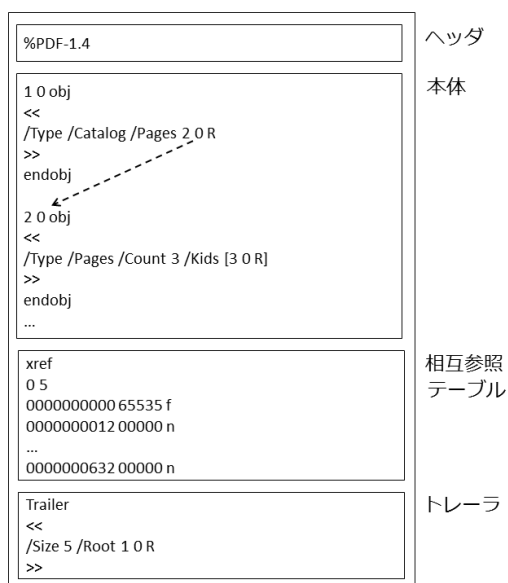 %PDF-1.4
ヘッダ
1 0 obj
<<
/Type /Catalog /Pages 2 0 R
>>
endobj
2 0 obj
<<
/Type /Pages /Count 3 /Kids [3 0 R]
>>
endobj
...
本体
xref
0 5
0000000000 65535 f
0000000012 00000 n
...
0000000632 00000 n
相互参照
テーブル
Trailer
<<
/Size 5 /Root 1 0 R
>>
トレーラ